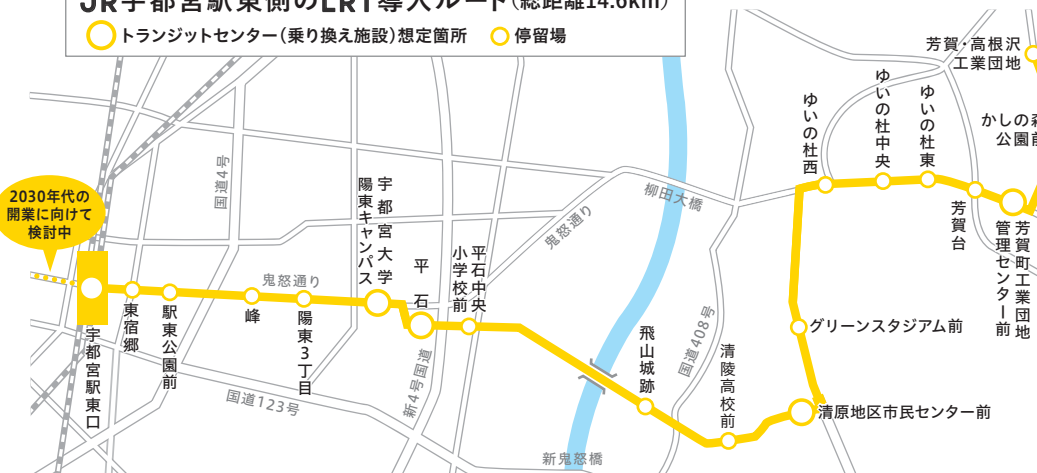 JR宇都宮駅東側のLRT導入ルート(総距離14.6km)
トランジットセンター(乗り換え施設)想定箇所
停留場
2030年代の
開業に向けて
検討中
宇都宮駅東口
東宿郷
駅東公園前
峰
陽東3丁目
宇都宮大学
陽東キャンパス
平石
平石中央
小学校前
飛山城跡
清陵高校前
清原地区市民センター前
グリーンスタジアム前
ゆいの杜西
ゆいの杜中央
ゆいの杜東
芳賀台
芳賀町工業団地
管理センター前
かしの森
公園前
芳賀・高根沢
工業団地
国道4号
鬼怒通り
国道123号
新4号国道
鬼怒通り
柳田大橋
国道408号
新鬼怒橋